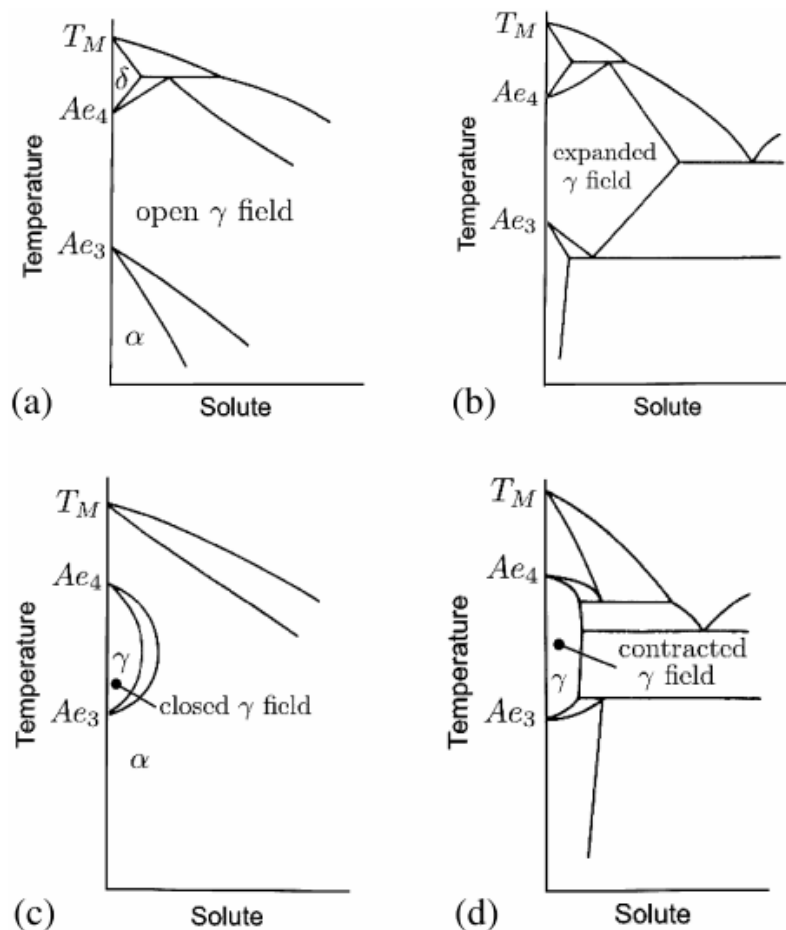 T_M
δ
Ae_4
open γ field
Ae_3
α
Temperature
(a)
Solute
T_M
Ae_4
expanded
γ field
Ae_3
Temperature
(b)
Solute
T_M
Ae_4
γ
closed γ field
Ae_3
α
Temperature
(c)
Solute
T_M
Ae_4
contracted
γ field
γ
Ae_3
Temperature
(d)
Solute